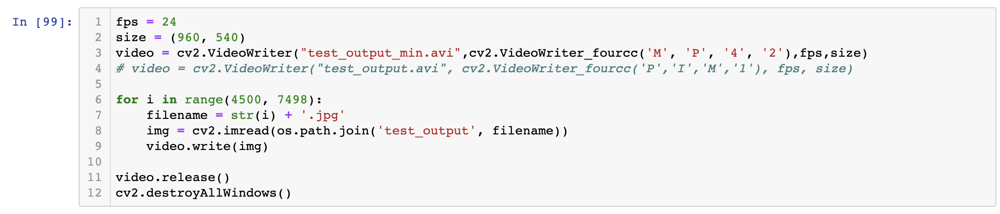 In [99]:
1 fps = 24
2 size = (960, 540)
3 video = cv2.VideoWriter("test_output_min.avi",cv2.VideoWriter_fourcc('M', 'P', '4', '2'),fps,size)
4 # video = cv2.VideoWriter("test_output.avi", cv2.VideoWriter_fourcc('P','I','M','1'), fps, size)
5
6 for i in range(4500, 7498):
7     filename = str(i) + '.jpg'
8     img = cv2.imread(os.path.join('test_output', filename))
9     video.write(img)
10
11 video.release()
12 cv2.destroyAllWindows()